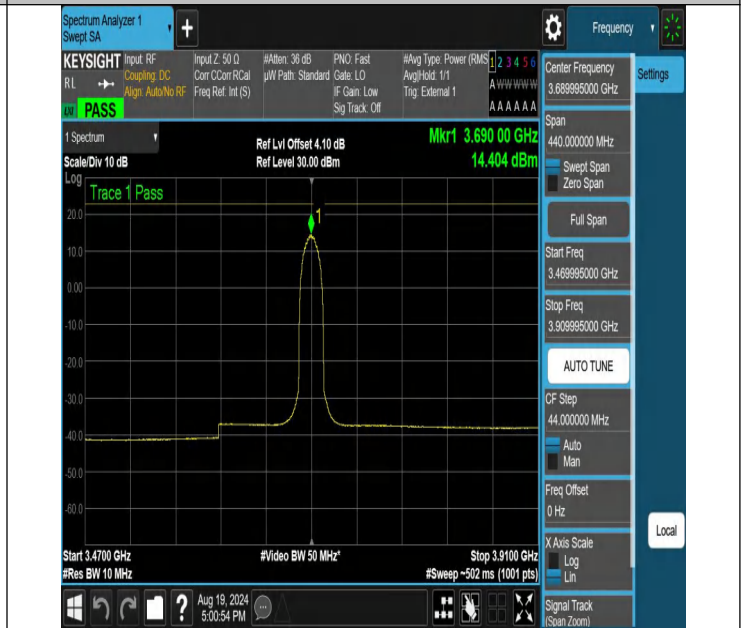 Spectrum Analyzer 1
Swept SA
+
Frequency
KEYSIGHT
RL
PASS
Input: RF
Coupling: DC
Align: Auto/No RF
Input Z: 50 Ω
Corr CCorr RCal
Freq Ref: Int (S)
#Atten: 36 dB
µW Path: Standard
PNO: Fast
Gate: LO
IF Gain: Low
Sig Track: Off
#Avg Type: Power (RMS
Avg|Hold: 1/1
Trig: External 1
1 2 3 4 5 6
A W W W W W
A A A A A A
1 Spectrum
Scale/Div 10 dB
Ref Lvl Offset 4.10 dB
Ref Level 30.00 dBm
Mkr1 3.690 00 GHz
14.404 dBm
Log
Trace 1 Pass
1
20.0
10.0
0.00
-10.0
-20.0
-30.0
-40.0
-50.0
-60.0
Start 3.4700 GHz
#Res BW 10 MHz
#Video BW 50 MHz*
Stop 3.9100 GHz
#Sweep ~502 ms (1001 pts)
?
Aug 19, 2024
5:00:54 PM
Center Frequency
3.689995000 GHz
Settings
Span
440.000000 MHz
Swept Span
Zero Span
Full Span
Start Freq
3.469995000 GHz
Stop Freq
3.909995000 GHz
AUTO TUNE
CF Step
44.000000 MHz
Auto
Man
Freq Offset
0 Hz
Local
X Axis Scale
Log
Lin
Signal Track
(Span Zoom)